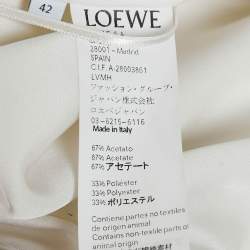 42
LOEWE
28091 - Madrid
SPAIN
C.I.F.A-28003861
LVMH
ファッション・グループ・
ジャパン株式会社
ロエベジャパン
03-6215-6116
Made in Italy
67% Acetato
67% Acetate
67% アセテート
33% Poliéster
33% Polyester
33% ポリエステル
Contiene partes no textiles
de origen animal.
Contains non-textile parts
of animal origin.